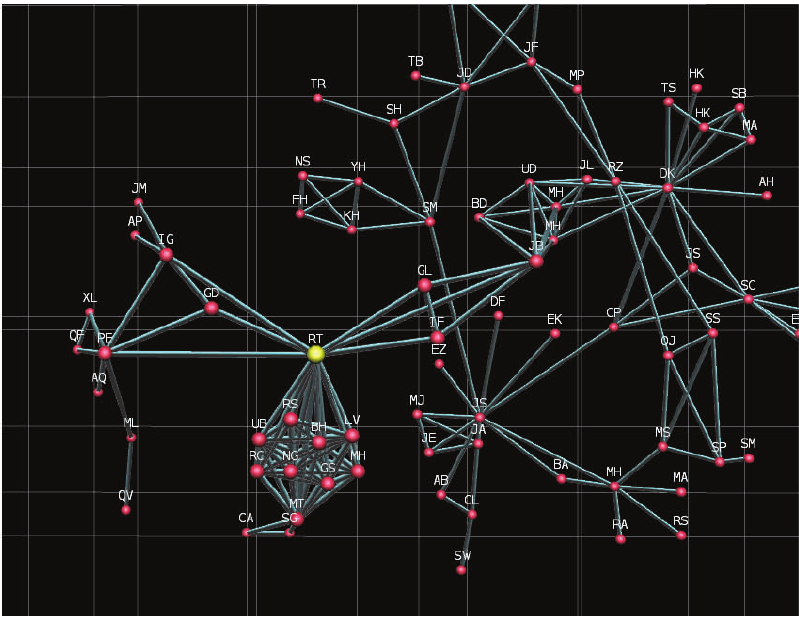 JF
TB
JD
MP
HK
TR
TS
SB
SH
HK
MA
NS
YH
UD
JL
RZ
DK
AH
JM
FH
KH
SM
BD
MH
AP
IG
MH
JB
JS
GL
XL
GD
DF
CP
SC
QF
PF
RT
EZ
EK
QJ
SS
AQ
RS
MJ
JS
ML
UB
BH
LV
JE
JA
MS
SP
SM
RG
NG
GS
MH
BA
MH
MA
QV
AB
CL
CA
SG
MT
RA
RS
SW